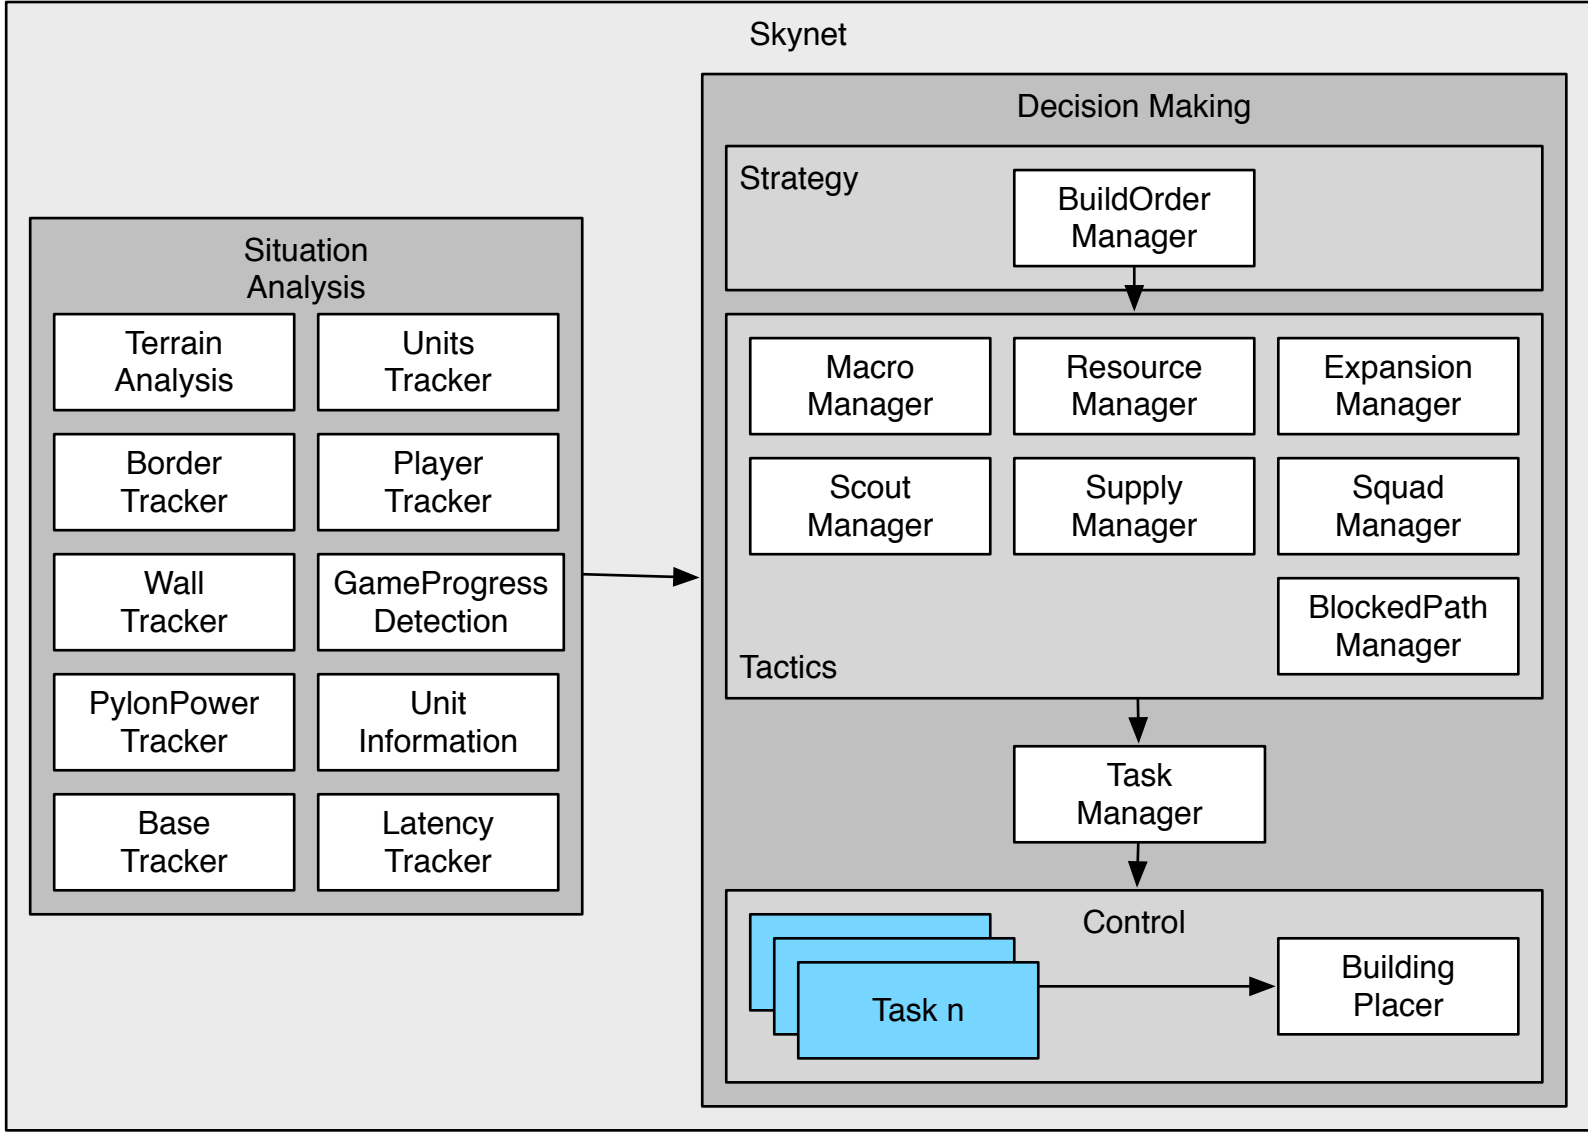 Skynet
Situation
Analysis
Terrain
Analysis
Units
Tracker
Border
Tracker
Player
Tracker
Wall
Tracker
GameProgress
Detection
PylonPower
Tracker
Unit
Information
Base
Tracker
Latency
Tracker
Decision Making
Strategy
BuildOrder
Manager
Macro
Manager
Resource
Manager
Expansion
Manager
Scout
Manager
Supply
Manager
Squad
Manager
BlockedPath
Manager
Tactics
Task
Manager
Control
Task n
Building
Placer